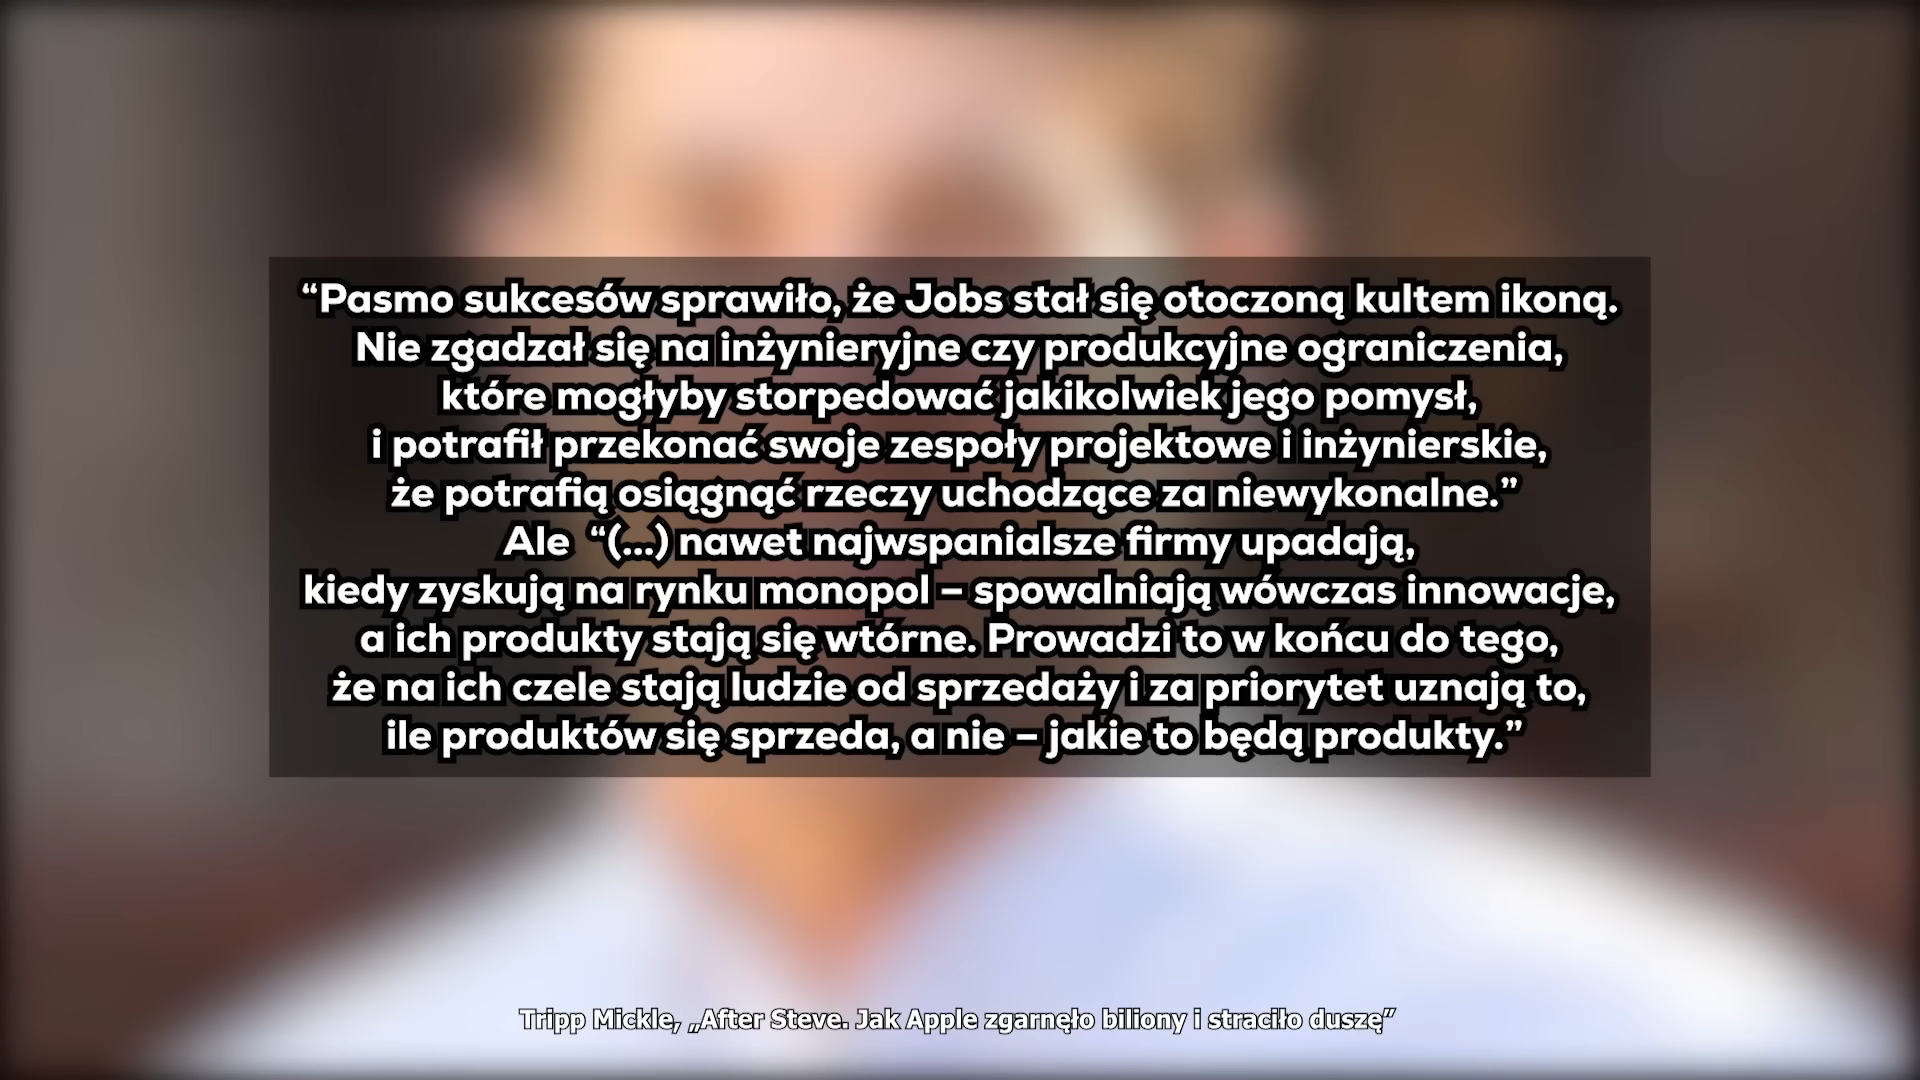 “Pasmo sukcesów sprawiło, że Jobs stał się otoczoną kultem ikoną.
Nie zgadzał się na inżynieryjne czy produkcyjne ograniczenia,
które mogłyby storpedować jakikolwiek jego pomysł,
i potrafił przekonać swoje zespoły projektowe i inżynierskie,
że potrafią osiągnąć rzeczy uchodzące za niewykonalne.”
Ale “(...) nawet najwspanialsze firmy upadają,
kiedy zyskują na rynku monopol – spowalniają wówczas innowacje,
a ich produkty stają się wtórne. Prowadzi to w końcu do tego,
że na ich czele stają ludzie od sprzedaży i za priorytet uznają to,
ile produktów się sprzeda, a nie – jakie to będą produkty.”
Tripp Mickle, „After Steve. Jak Apple zgarnęło biliony i straciło duszę”